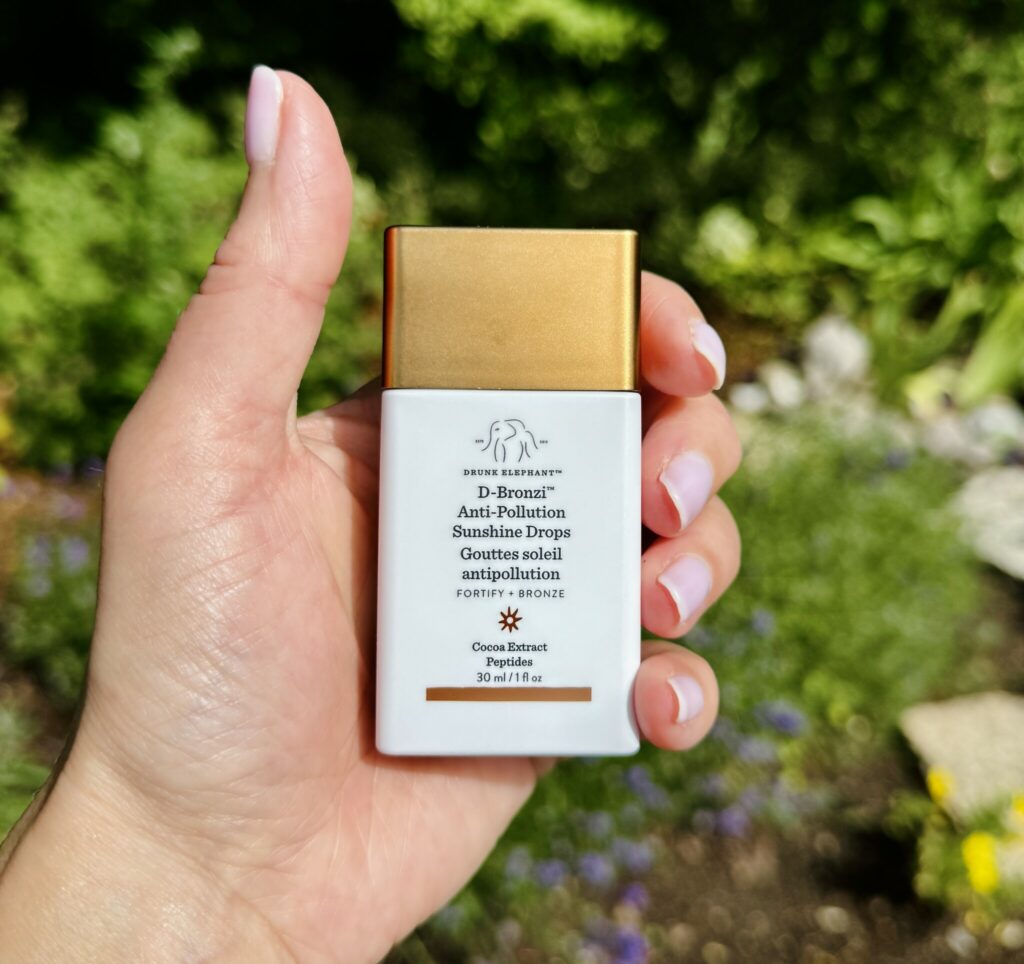 DRUNK ELEPHANT™
D-Bronzi™
Anti-Pollution
Sunshine Drops
Gouttes soleil
antipollution
FORTIFY + BRONZE
Cocoa Extract
Peptides
30 ml / 1 fl oz